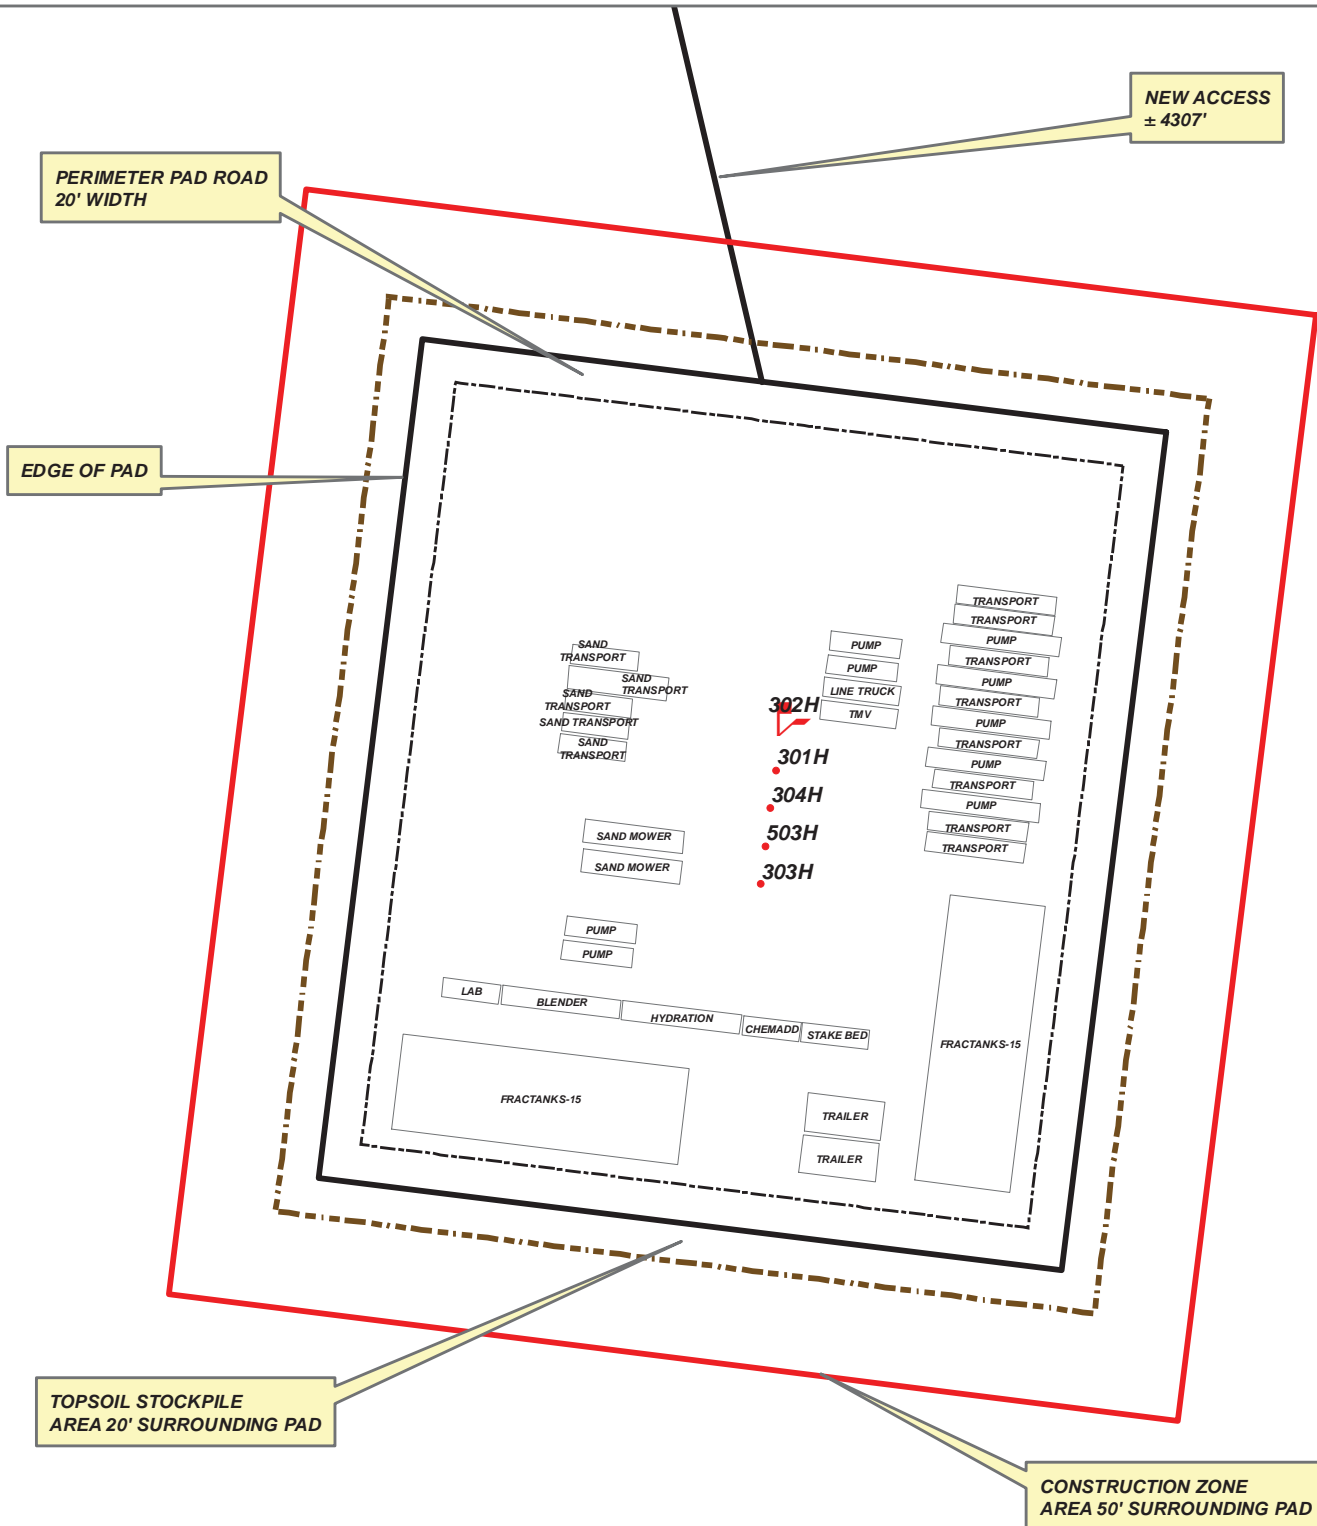 NEW ACCESS
± 4307'
PERIMETER PAD ROAD
20' WIDTH
EDGE OF PAD
TRANSPORT
TRANSPORT
PUMP
TRANSPORT
PUMP
TRANSPORT
PUMP
TRANSPORT
PUMP
TRANSPORT
PUMP
TRANSPORT
TRANSPORT
PUMP
PUMP
LINE TRUCK
TMV
SAND
TRANSPORT
SAND
TRANSPORT
SAND
TRANSPORT
SAND TRANSPORT
SAND
TRANSPORT
302H
301H
304H
503H
303H
SAND MOWER
SAND MOWER
PUMP
PUMP
LAB
BLENDER
HYDRATION
CHEMADD
STAKE BED
FRACTANKS-15
FRACTANKS-15
TRAILER
TRAILER
TOPSOIL STOCKPILE
AREA 20' SURROUNDING PAD
CONSTRUCTION ZONE
AREA 50' SURROUNDING PAD